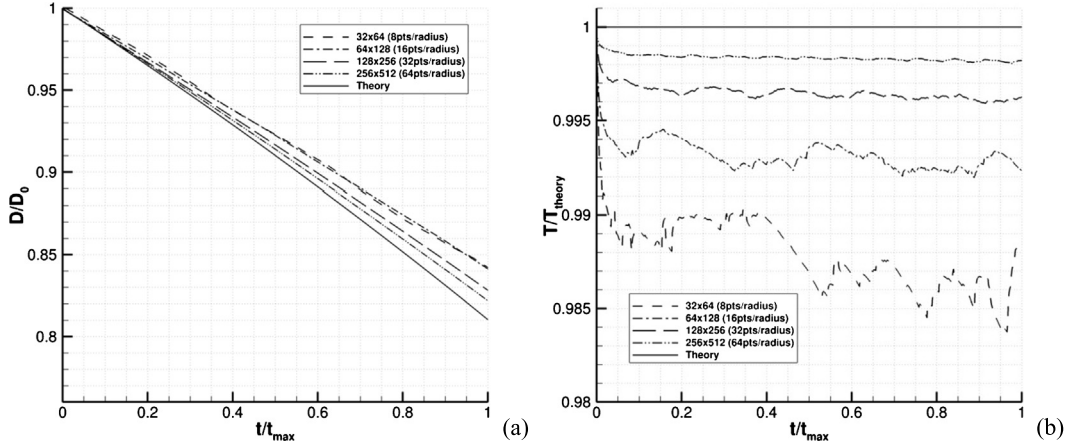 1
0.95
0.9
0.85
0.8
D/D0
0
0.2
0.4
0.6
0.8
1
t/tmax
32x64 (8pts/radius)
64x128 (16pts/radius)
128x256 (32pts/radius)
256x512 (64pts/radius)
Theory
(a)
1
0.995
0.99
0.985
0.98
T/Ttheory
0
0.2
0.4
0.6
0.8
1
t/tmax
32x64 (8pts/radius)
64x128 (16pts/radius)
128x256 (32pts/radius)
256x512 (64pts/radius)
Theory
(b)